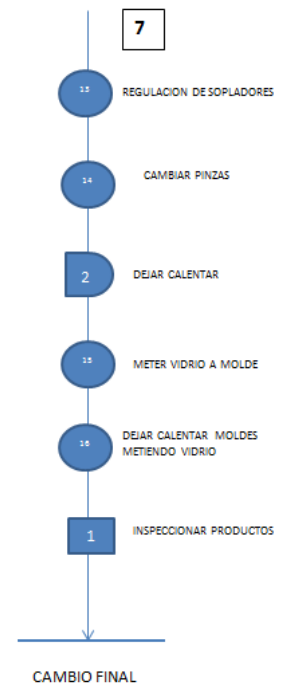 7
13
REGULACION DE SOPLADORES
14
CAMBIAR PINZAS
2
DEJAR CALENTAR
15
METER VIDRIO A MOLDE
16
DEJAR CALENTAR MOLDES
METIENDO VIDRIO
1
INSPECCIONAR PRODUCTOS
CAMBIO FINAL